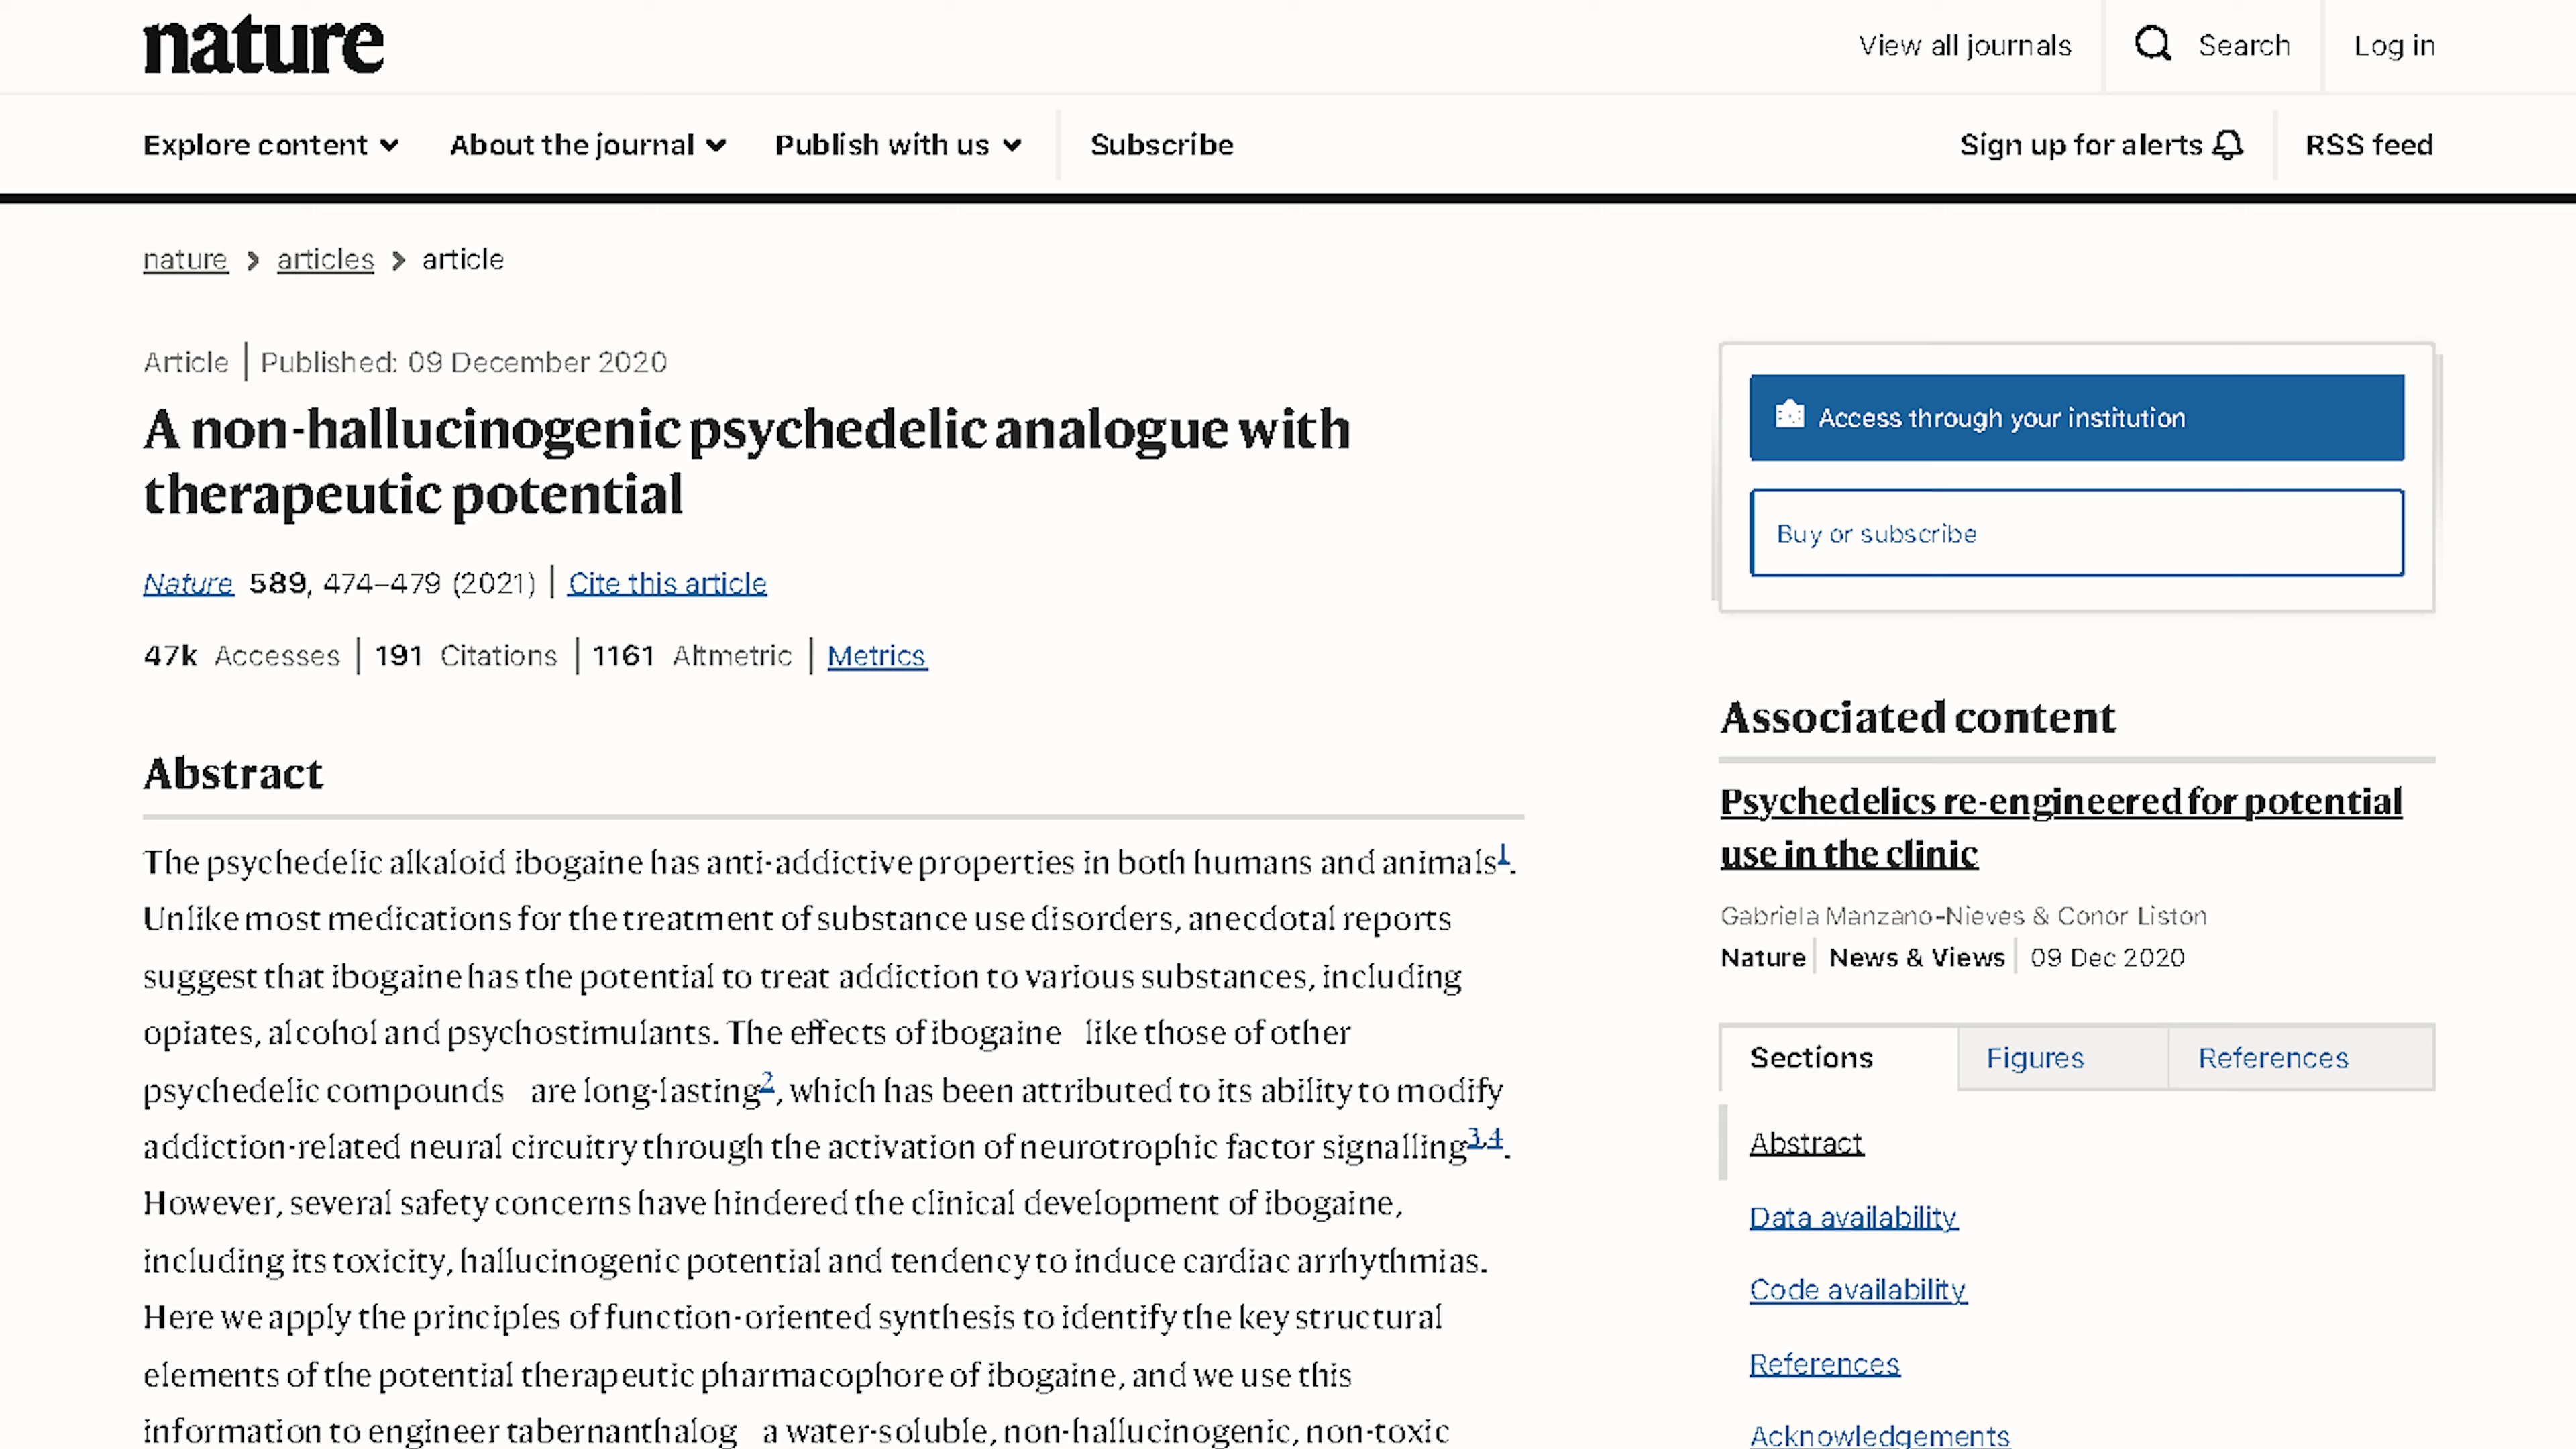 nature
View all journals
Search
Log in
Explore content
About the journal
Publish with us
Subscribe
Sign up for alerts
RSS feed
nature > articles > article
Article | Published: 09 December 2020
A non-hallucinogenic psychedelic analogue with
therapeutic potential
Nature 589, 474–479 (2021) | Cite this article
47k Accesses | 191 Citations | 1161 Altmetric | Metrics
Abstract
The psychedelic alkaloid ibogaine has anti-addictive properties in both humans and animals1.
Unlike most medications for the treatment of substance use disorders, anecdotal reports
suggest that ibogaine has the potential to treat addiction to various substances, including
opiates, alcohol and psychostimulants. The effects of ibogaine like those of other
psychedelic compounds are long-lasting2, which has been attributed to its ability to modify
addiction-related neural circuitry through the activation of neurotrophic factor signalling3,4.
However, several safety concerns have hindered the clinical development of ibogaine,
including its toxicity, hallucinogenic potential and tendency to induce cardiac arrhythmias.
Here we apply the principles of function-oriented synthesis to identify the key structural
elements of the potential therapeutic pharmacophore of ibogaine, and we use this
information to engineer tabernanthalog a water-soluble, non-hallucinogenic, non-toxic
Access through your institution
Buy or subscribe
Associated content
Psychedelics re-engineered for potential
use in the clinic
Gabriela Manzano-Nieves & Conor Liston
Nature | News & Views | 09 Dec 2020
Sections
Figures
References
Abstract
Data availability
Code availability
References
Acknowledgements